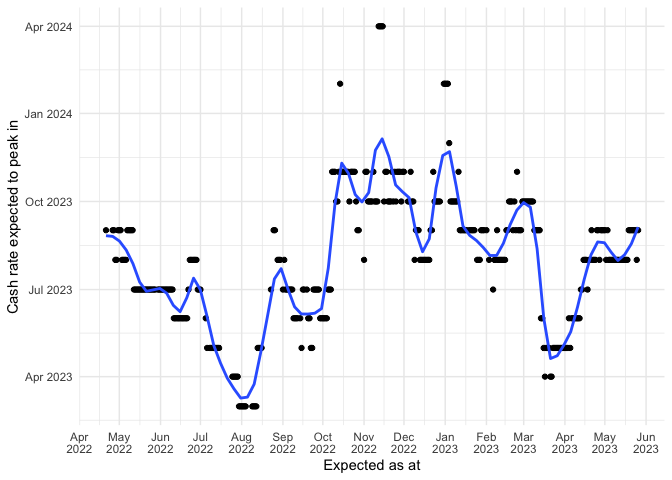 Apr 2024
Jan 2024
Oct 2023
Jul 2023
Apr 2023
Cash rate expected to peak in
Apr May Jun Jul Aug Sep Oct Nov Dec Jan Feb Mar Apr May Jun
2022 2022 2022 2022 2022 2022 2022 2022 2022 2023 2023 2023 2023 2023 2023
Expected as at